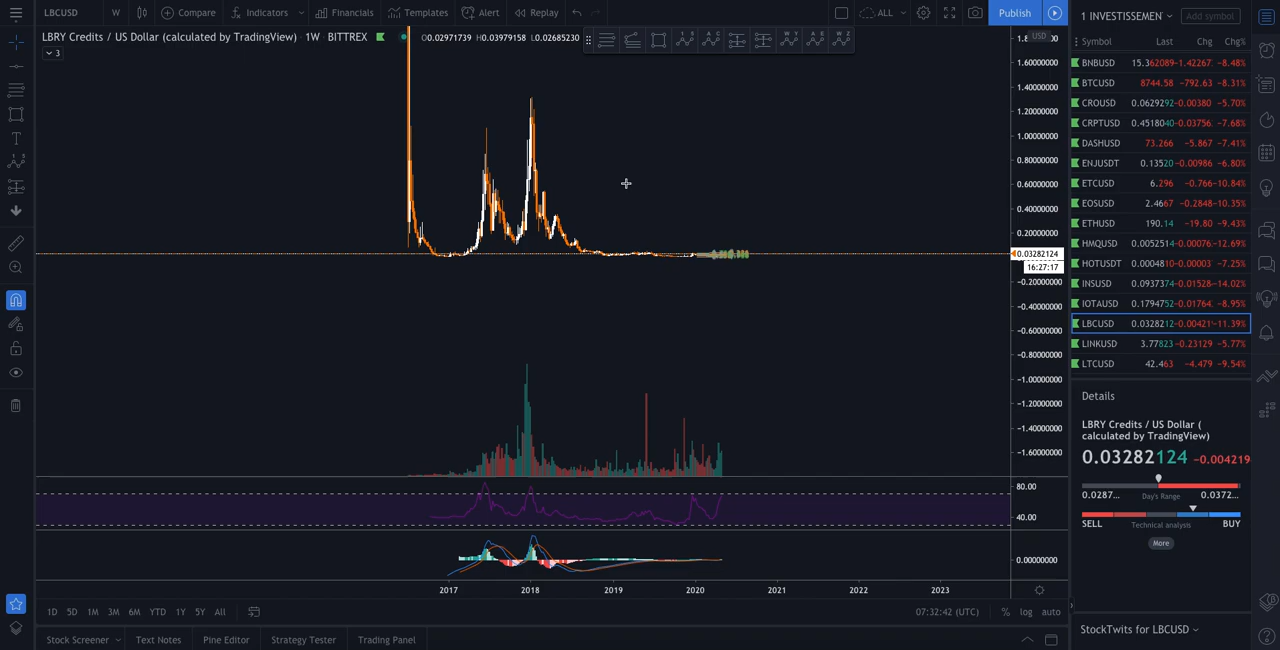 LBCUSD W Compare Indicators Financials Templates Alert Replay ALL Publish 1 INVESTISSEMEN Add symbol
LBRY Credits / US Dollar (calculated by TradingView) · 1W · BITTREX O0.02971739 H0.03979158 L0.02685230 USD
3
Symbol Last Chg Chg%
BNBUSD 15.362089 -1.42267 -8.48%
BTCUSD 8744.58 -792.63 -8.31%
CROUSD 0.0629292 -0.00380 -5.70%
CRPTUSD 0.4518040 -0.03756 -7.68%
DASHUSD 73.266 -5.867 -7.41%
ENJUSDT 0.13520 -0.00986 -6.80%
ETCUSD 6.296 -0.766 -10.84%
EOSUSD 2.4667 -0.2848 -10.35%
ETHUSD 190.14 -19.80 -9.43%
HMQUSD 0.0052514 -0.00076 -12.69%
HOTUSDT 0.0004810 -0.00003 -7.25%
INSUSD 0.0937374 -0.01528 -14.02%
IOTAUSD 0.1794752 -0.01764 -8.95%
LBCUSD 0.0328212 -0.00421 -11.39%
LINKUSD 3.77823 -0.23129 -5.77%
LTCUSD 42.463 -4.479 -9.54%
1.60000000
1.40000000
1.20000000
1.00000000
0.80000000
0.60000000
0.40000000
0.20000000
0.03282124
16:27:17
-0.20000000
-0.40000000
-0.60000000
-0.80000000
-1.00000000
-1.20000000
-1.40000000
-1.60000000
80.00
40.00
0.00000000
Details
LBRY Credits / US Dollar (
calculated by TradingView)
0.03282124 -0.004219
0.0287... Day's Range 0.0372...
SELL Technical analysis BUY
More
2017 2018 2019 2020 2021 2022 2023
1D 5D 1M 3M 6M YTD 1Y 5Y All 07:32:42 (UTC) % log auto
Stock Screener Text Notes Pine Editor Strategy Tester Trading Panel
StockTwits for LBCUSD